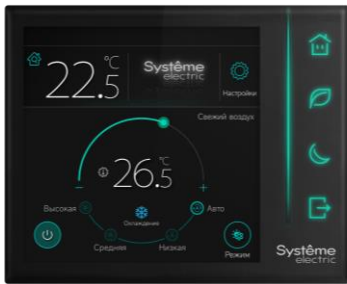 22.5 °C
Systême
electric
Настройки
Свежий воздух
26.5 °C
−
+
Высокая
Охлаждение
Авто
Средняя
Низкая
Режим
Systême
electric